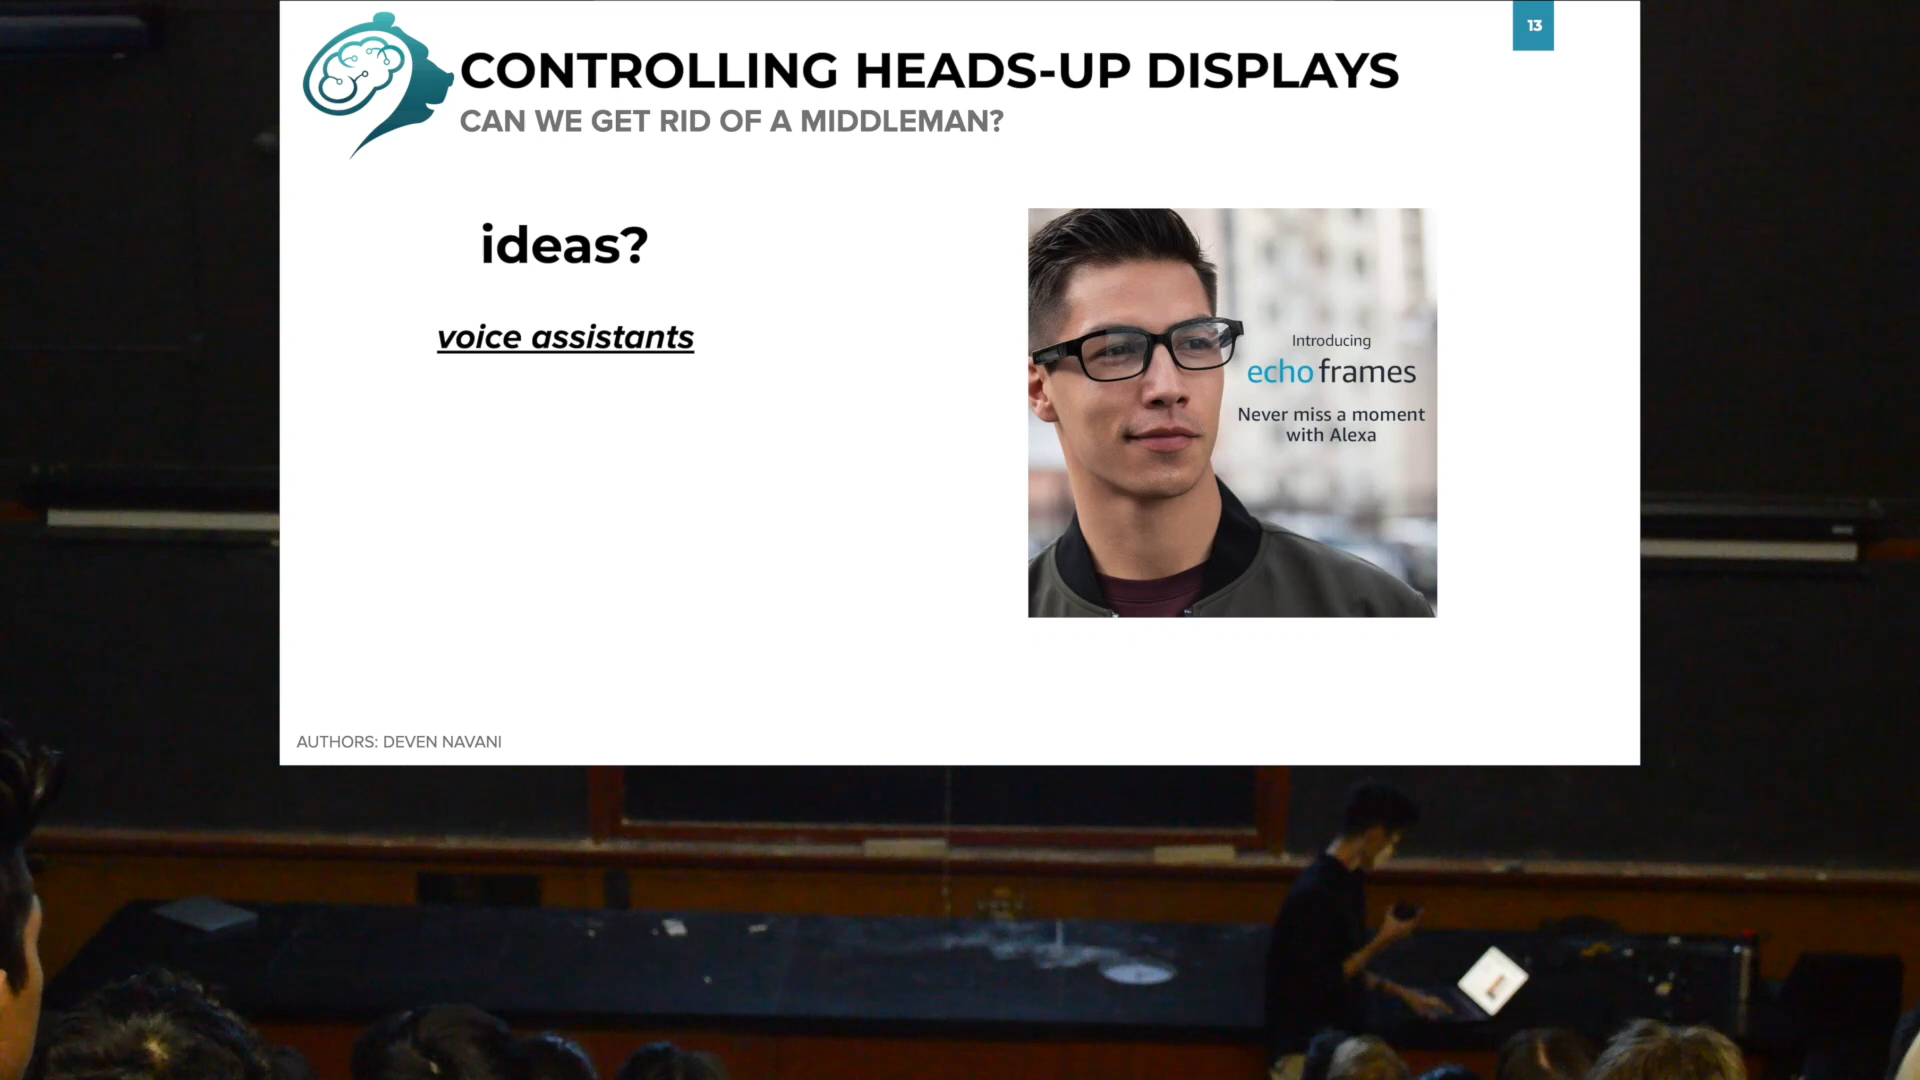 13
CONTROLLING HEADS-UP DISPLAYS
CAN WE GET RID OF A MIDDLEMAN?
ideas?
voice assistants
Introducing
echo frames
Never miss a moment
with Alexa
AUTHORS: DEVEN NAVANI